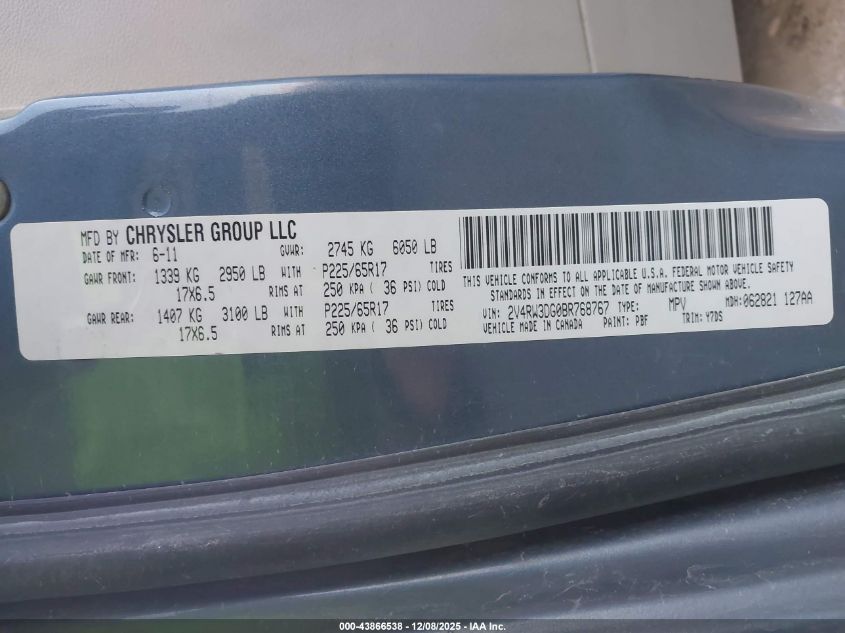 MFD BY CHRYSLER GROUP LLC
DATE OF MFR: 6-11 GVWR: 2745 KG 6050 LB
GAWR FRONT: 1339 KG 2950 LB WITH P225/65R17 TIRES
17X6.5 RIMS AT 250 KPA ( 36 PSI) COLD
GAWR REAR: 1407 KG 3100 LB WITH P225/65R17 TIRES
17X6.5 RIMS AT 250 KPA ( 36 PSI) COLD
THIS VEHICLE CONFORMS TO ALL APPLICABLE U.S.A. FEDERAL MOTOR VEHICLE SAFETY
STANDARDS IN EFFECT ON THE DATE OF MANUFACTURE SHOWN ABOVE.
VIN: 2V4RW3DG0BR768767 TYPE: MPV MDH: 062821 127AA
VEHICLE MADE IN CANADA PAINT: PBF TRIM: Y7DS
000-43866538 | 12/08/2025 - IAA Inc.